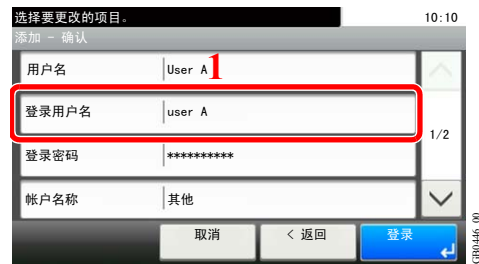 选择要更改的项目。 10:10
添加 - 确认
用户名 User A 1
登录用户名 user A
1/2
登录密码 **********
帐户名称 其他
取消 < 返回 登录
GB0446_00